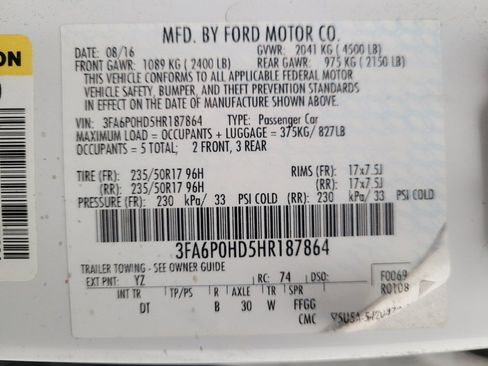 ION
MFD. BY FORD MOTOR CO.
DATE: 08/16 GVWR: 2041 KG ( 4500 LB)
FRONT GAWR: 1089 KG ( 2400 LB) REAR GAWR: 975 KG ( 2150 LB)
THIS VEHICLE CONFORMS TO ALL APPLICABLE FEDERAL MOTOR
VEHICLE SAFETY, BUMPER, AND THEFT PREVENTION STANDARDS
IN EFFECT ON THE DATE OF MANUFACTURE SHOWN ABOVE.
VIN: 3FA6P0HD5HR187864 TYPE: Passenger Car
MAXIMUM LOAD = OCCUPANTS + LUGGAGE = 375KG/ 827LB
OCCUPANTS = 5 TOTAL: 2 FRONT, 3 REAR
TIRE (FR): 235/50R17 96H RIMS (FR): 17x7.5J
(RR): 235/50R17 96H (RR): 17x7.5J
PRESSURE (FR): 230 kPa/ 33 PSI COLD (RR): 230 kPa/ 33 PSI COLD
3FA6P0HD5HR187864
TRAILER TOWING - SEE OWNER GUIDE
EXT PNT: YZ RC: 74 DSO: F0069
INT TR TP/PS R AXLE TR SPR R0108
DT B 30 W FFGG
CMC